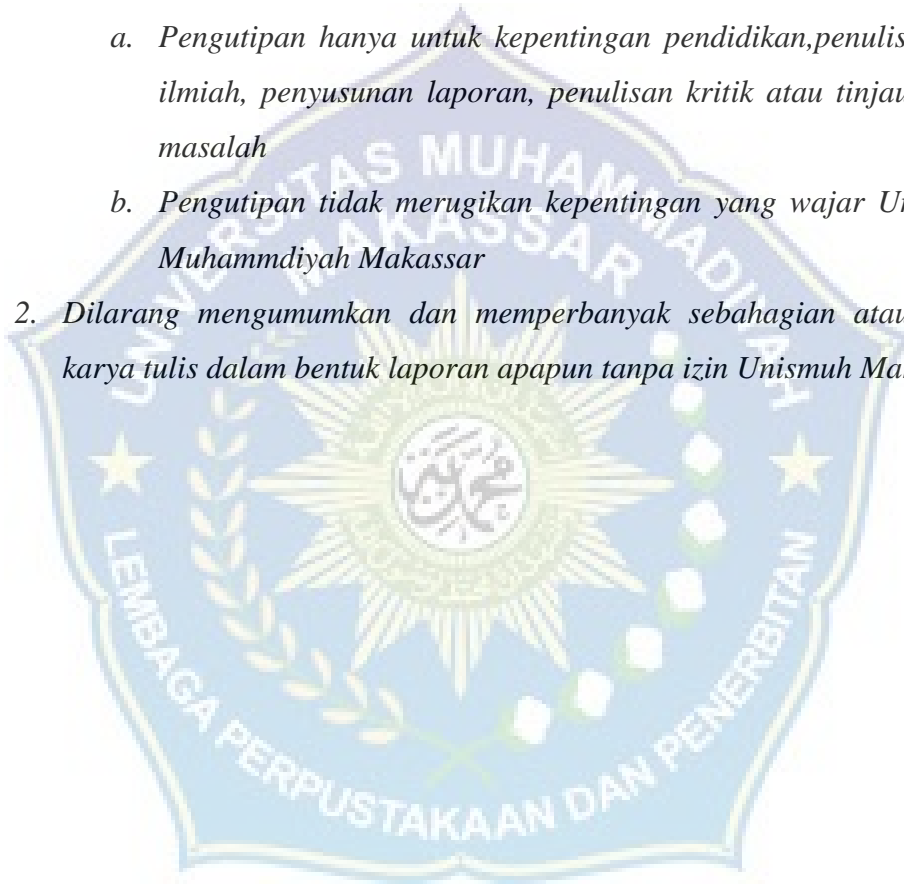 a. Pengutipan hanya untuk kepentingan pendidikan,penulis
ilmiah, penyusunan laporan, penulisan kritik atau tinjau
masalah
b. Pengutipan tidak merugikan kepentingan yang wajar Un
Muhammdiyah Makassar
2. Dilarang mengumumkan dan memperbanyak sebahagian atau
karya tulis dalam bentuk laporan apapun tanpa izin Unismuh Ma
UNIVERSITAS MUHAMMADIYAH
MAKASSAR
LEMBAGA PERPUSTAKAAN DAN PENERBITAN